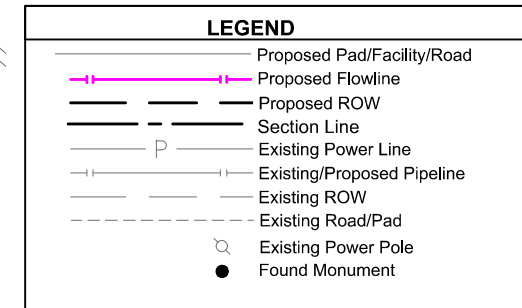 LEGEND
Proposed Pad/Facility/Road
Proposed Flowline
Proposed ROW
Section Line
P Existing Power Line
Existing/Proposed Pipeline
Existing ROW
Existing Road/Pad
Existing Power Pole
Found Monument